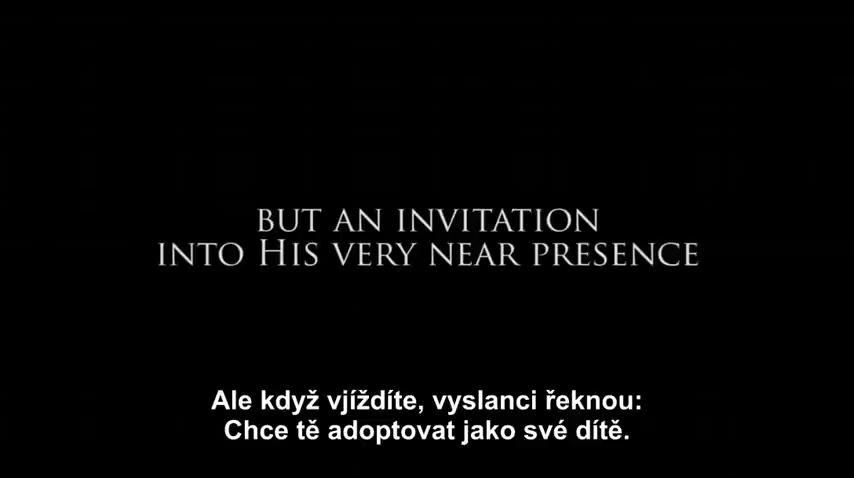 BUT AN INVITATION
INTO HIS VERY NEAR PRESENCE
Ale když vjíždíte, vyslanci řeknou:
Chce tě adoptovat jako své dítě.